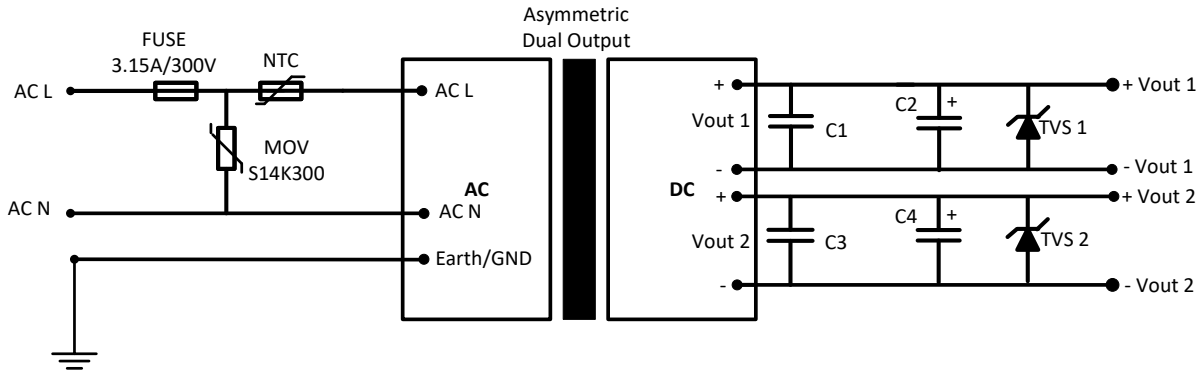 Asymmetric
Dual Output
FUSE
3.15A/300V
NTC
AC L
AC L
MOV
S14K300
AC N
AC
AC N
Earth/GND
DC
+
Vout 1
-
+
Vout 2
-
C1
C2
+
TVS 1
C3
C4
+
TVS 2
+ Vout 1
- Vout 1
+ Vout 2
- Vout 2